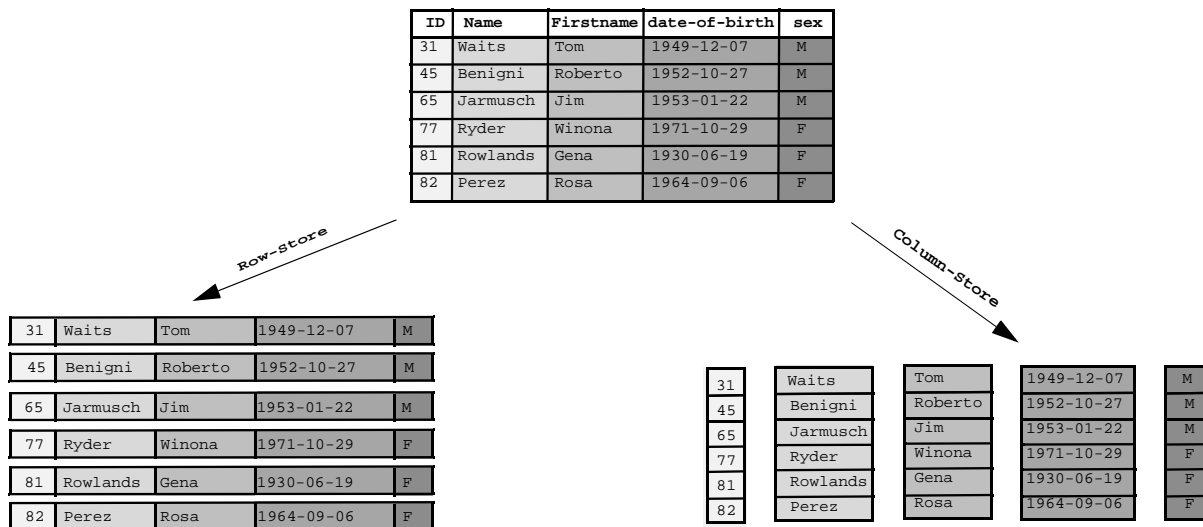 ID Name Firstname date-of-birth sex
31 Waits Tom 1949-12-07 M
45 Benigni Roberto 1952-10-27 M
65 Jarmusch Jim 1953-01-22 M
77 Ryder Winona 1971-10-29 F
81 Rowlands Gena 1930-06-19 F
82 Perez Rosa 1964-09-06 F
Row-store
Column-Store
31 Waits Tom 1949-12-07 M
45 Benigni Roberto 1952-10-27 M
65 Jarmusch Jim 1953-01-22 M
77 Ryder Winona 1971-10-29 F
81 Rowlands Gena 1930-06-19 F
82 Perez Rosa 1964-09-06 F
31 Waits Tom 1949-12-07 M
45 Benigni Roberto 1952-10-27 M
65 Jarmusch Jim 1953-01-22 M
77 Ryder Winona 1971-10-29 F
81 Rowlands Gena 1930-06-19 F
82 Perez Rosa 1964-09-06 F